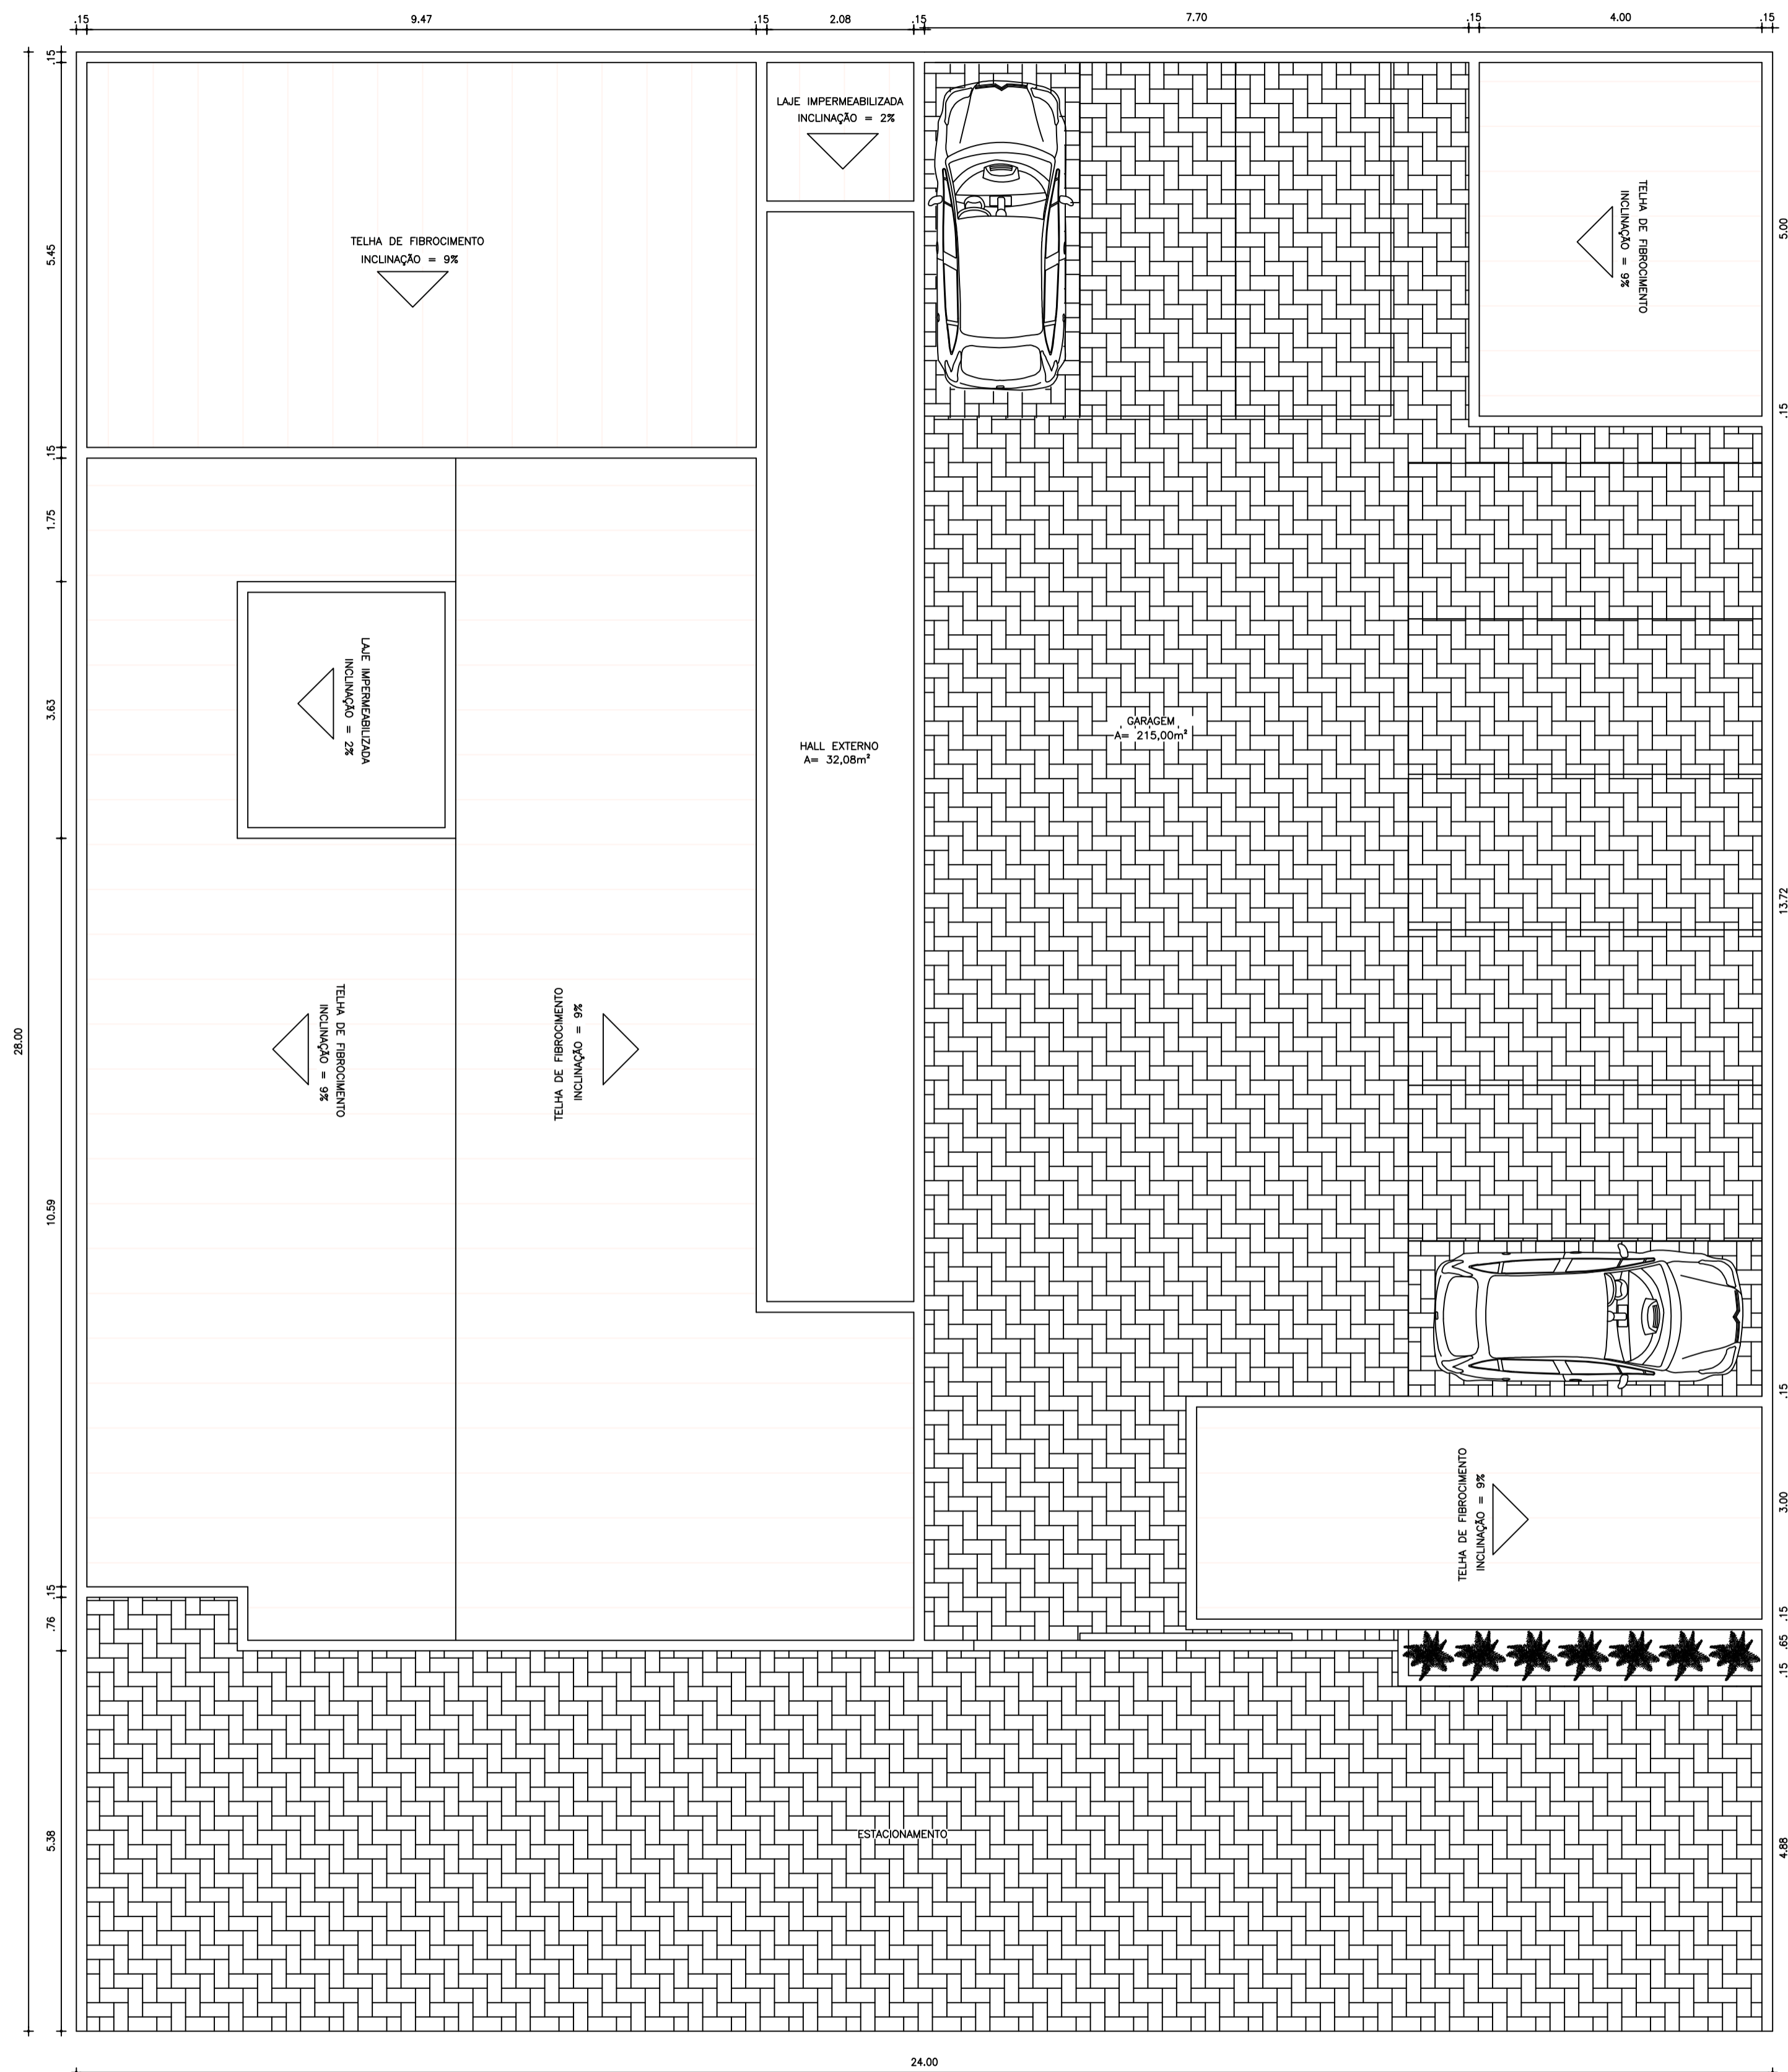 .15
9.47
.15
2.08
.15
7.70
.15
4.00
.15
.15
LAJE IMPERMEABILIZADA
INCLINAÇÃO = 2%
TELHA DE FIBROCIMENTO
INCLINAÇÃO = 9%
5.45
TELHA DE FIBROCIMENTO
INCLINAÇÃO = 9%
5.00
.15
.15
1.75
LAJE IMPERMEABILIZADA
INCLINAÇÃO = 2%
3.63
GARAGEM
A= 215,00m²
HALL EXTERNO
A= 32,08m²
13.72
28.00
TELHA DE FIBROCIMENTO
INCLINAÇÃO = 9%
TELHA DE FIBROCIMENTO
INCLINAÇÃO = 9%
10.59
.15
TELHA DE FIBROCIMENTO
INCLINAÇÃO = 9%
3.00
.15
.76
.15
.65
.15
ESTACIONAMENTO
5.38
4.88
24.00